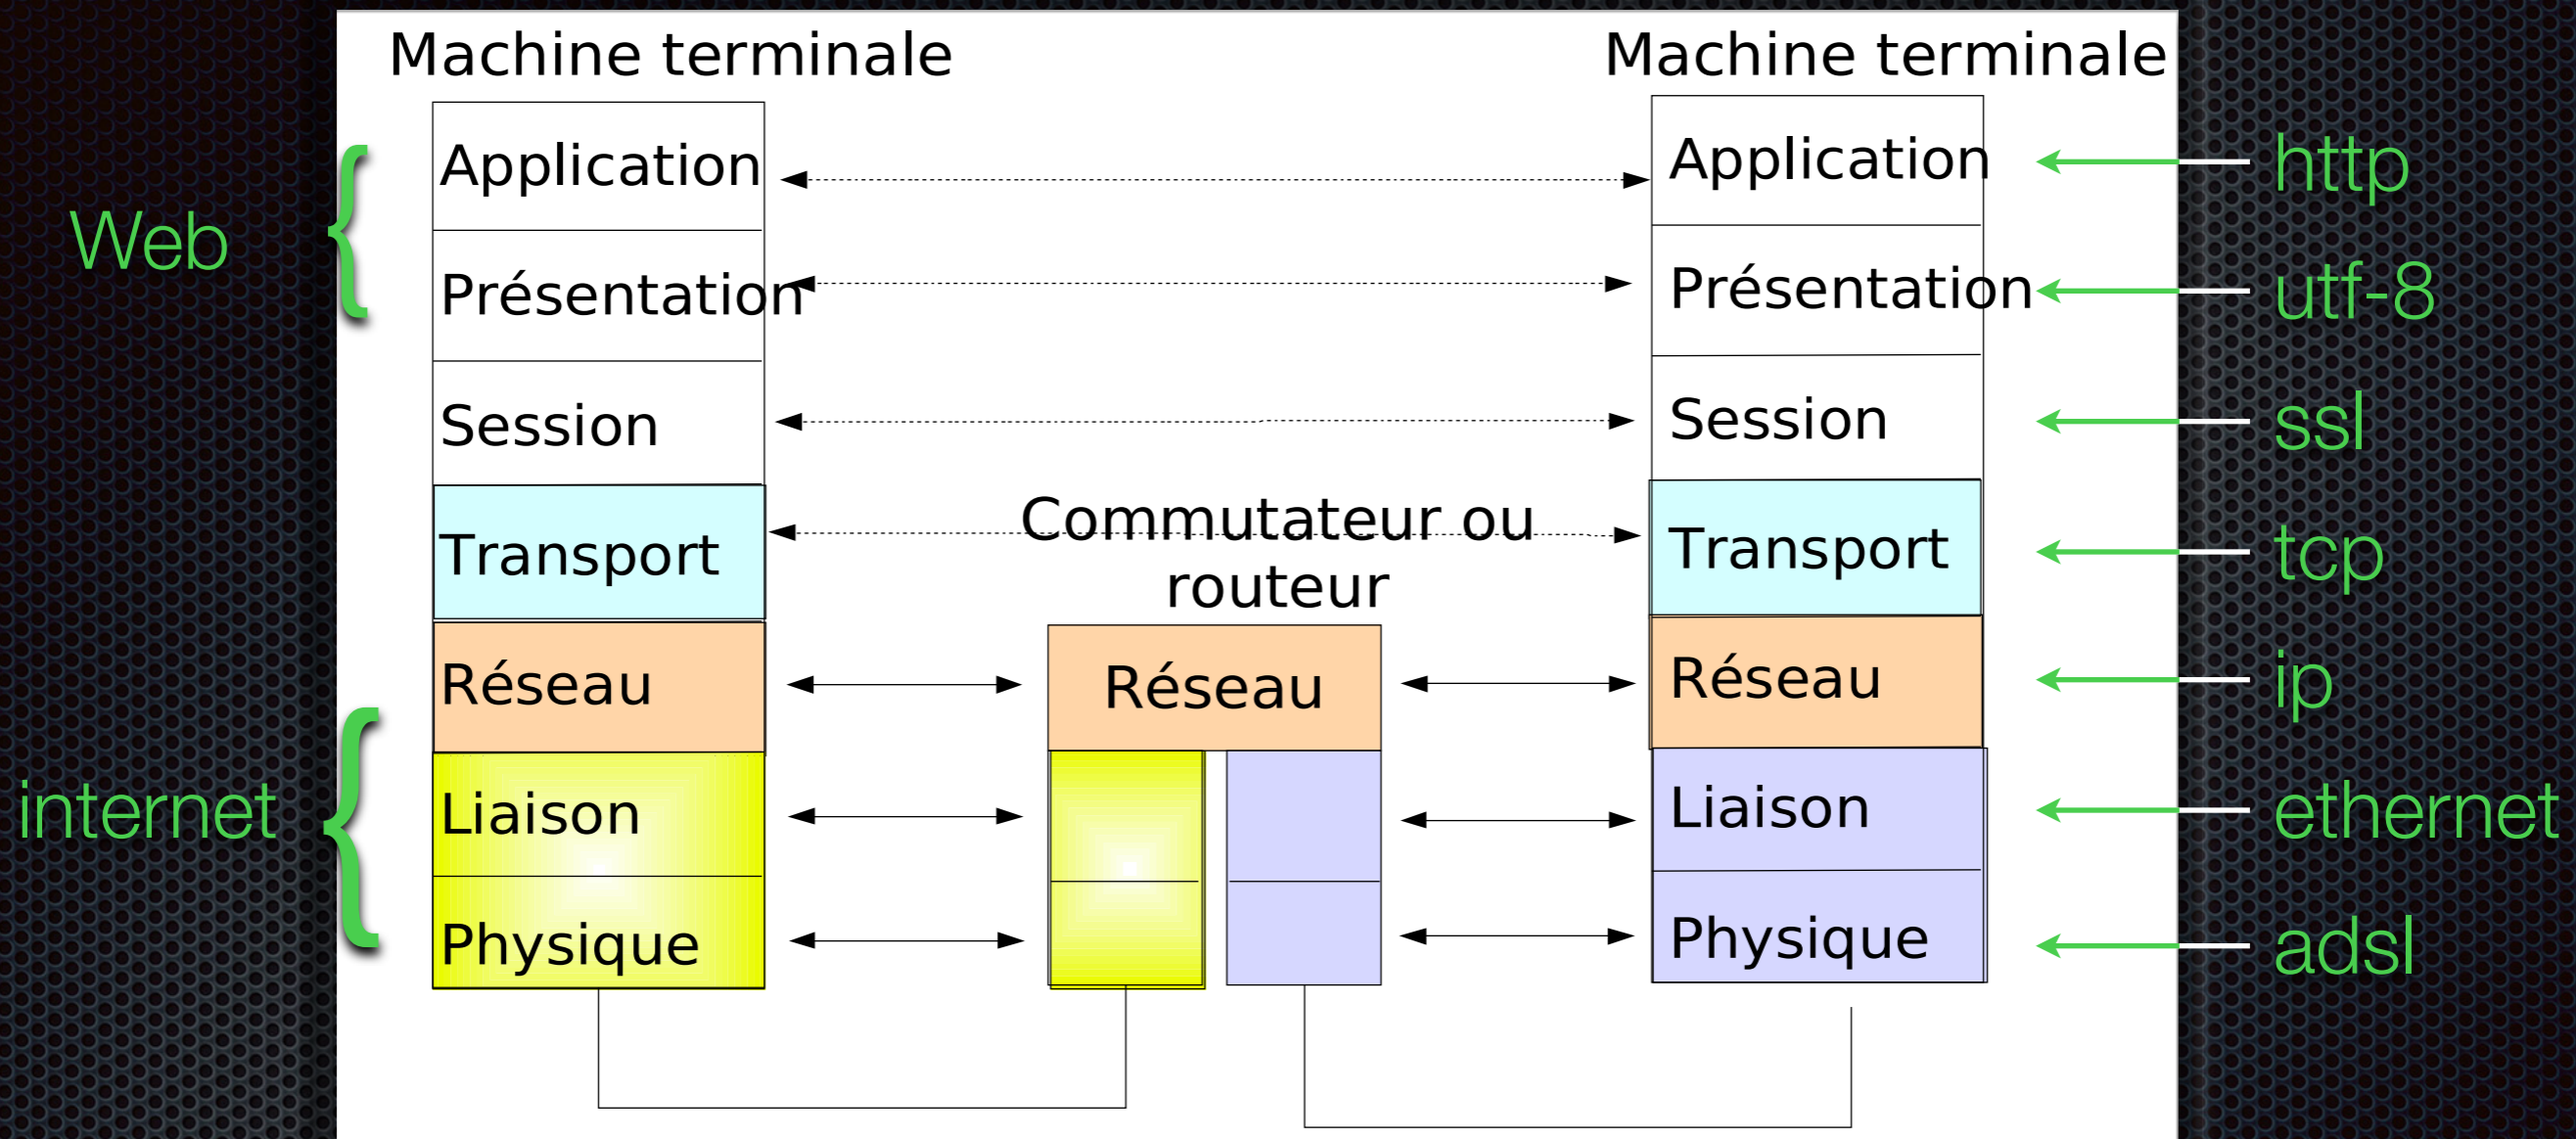 Machine terminale
Machine terminale
Web
Application
Présentation
Session
Transport
Réseau
Liaison
Physique
internet
Commutateur ou
routeur
Réseau
Application
Présentation
Session
Transport
Réseau
Liaison
Physique
http
utf-8
ssl
tcp
ip
ethernet
adsl